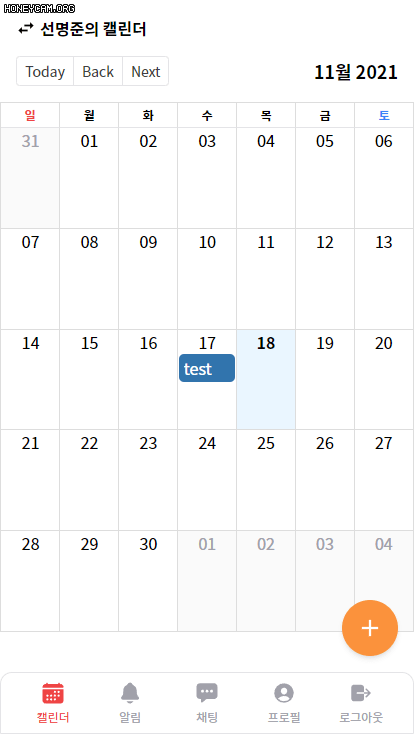 HONEYCAM.ORG
선명준의 캘린더
Today Back Next 11월 2021
일 월 화 수 목 금 토
31 01 02 03 04 05 06
07 08 09 10 11 12 13
14 15 16 17 18 19 20
test
21 22 23 24 25 26 27
28 29 30 01 02 03 04
+
캘린더 알림 채팅 프로필 로그아웃